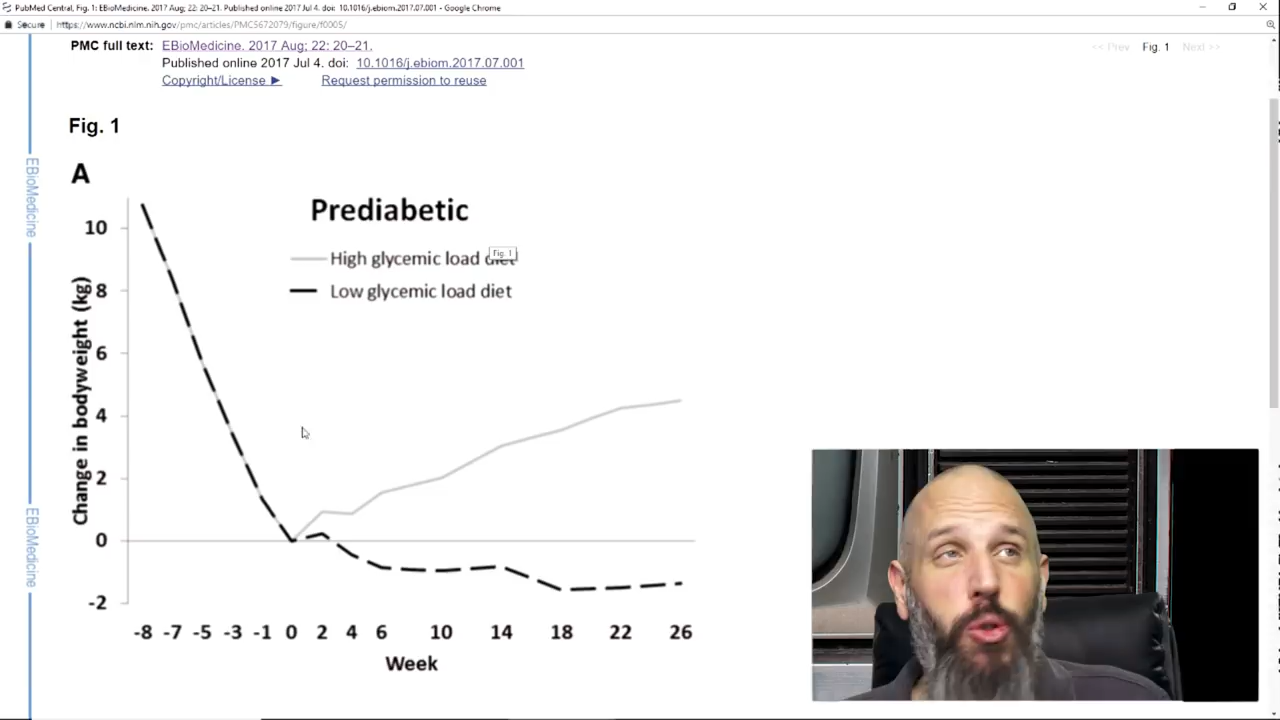 PubMed Central, Fig. 1: EBioMedicine. 2017 Aug; 22: 20–21. Published online 2017 Jul 4. doi: 10.1016/j.ebiom.2017.07.001 - Google Chrome
Secure https://www.ncbi.nlm.nih.gov/pmc/articles/PMC5672079/figure/f0005/
PMC full text: EBioMedicine. 2017 Aug; 22: 20–21.
<< Prev Fig. 1 Next >>
Published online 2017 Jul 4. doi: 10.1016/j.ebiom.2017.07.001
Copyright/License ► Request permission to reuse
Fig. 1
EBioMedicine
EBioMedicine
A
Prediabetic
High glycemic load
Fig. 1
Low glycemic load diet
Change in bodyweight (kg)
10
8
6
4
2
0
-2
-8 -7 -5 -3 -1 0 2 4 6 10 14 18 22 26
Week